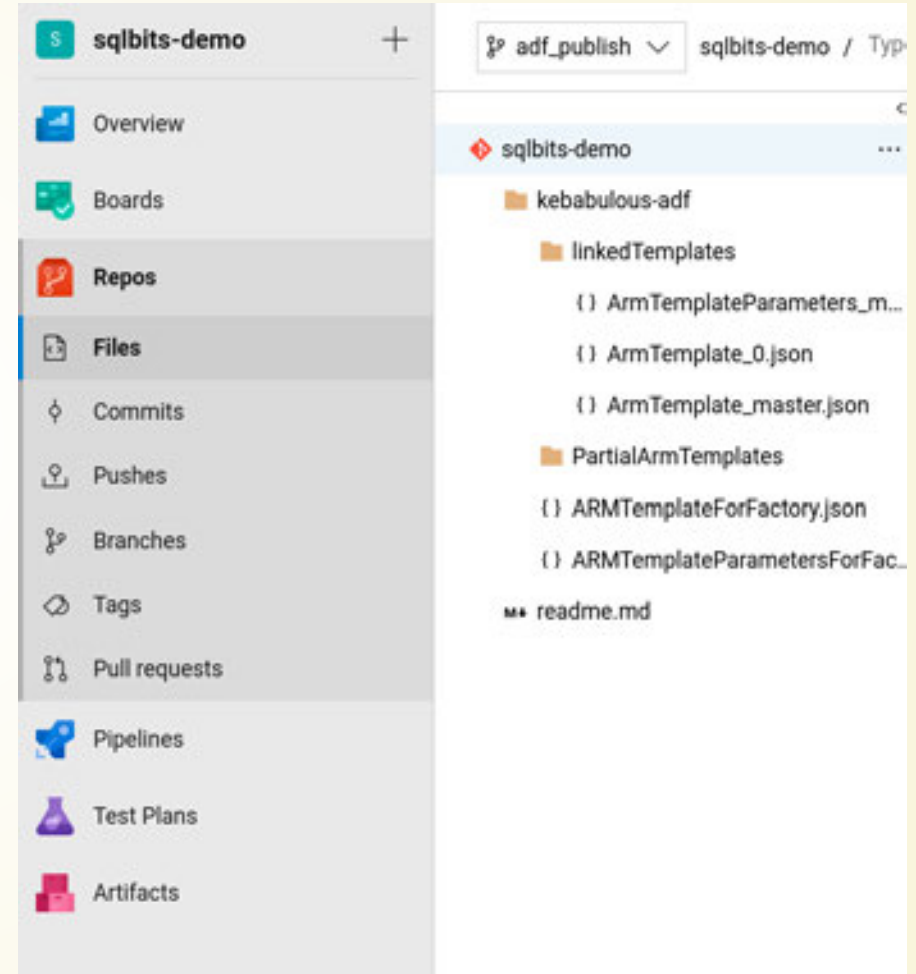 S sqlbits-demo
Overview
Boards
Repos
Files
Commits
Pushes
Branches
Tags
Pull requests
Pipelines
Test Plans
Artifacts
adf_publish sqlbits-demo / Typ
sqlbits-demo ...
kebabulous-adf
linkedTemplates
{} ArmTemplateParameters_m...
{} ArmTemplate_0.json
{} ArmTemplate_master.json
PartialArmTemplates
{} ARMTemplateForFactory.json
{} ARMTemplateParametersForFac...
M+ readme.md